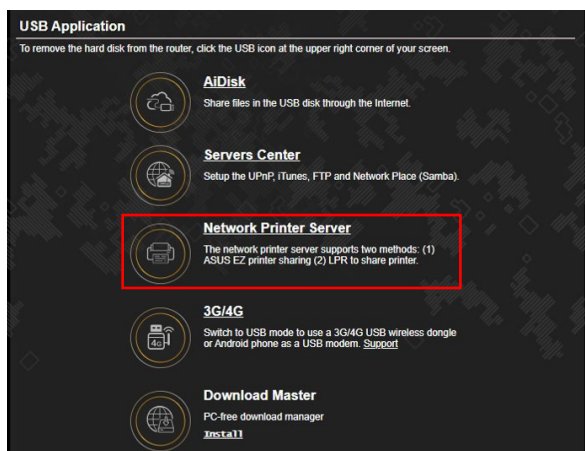 USB Application
To remove the hard disk from the router, click the USB icon at the upper right corner of your screen.
AiDisk
Share files in the USB disk through the Internet.
Servers Center
Setup the UPnP, iTunes, FTP and Network Place (Samba).
Network Printer Server
The network printer server supports two methods: (1)
ASUS EZ printer sharing (2) LPR to share printer.
3G/4G
4G
Switch to USB mode to use a 3G/4G USB wireless dongle
or Android phone as a USB modem. Support
Download Master
PC-free download manager
Install